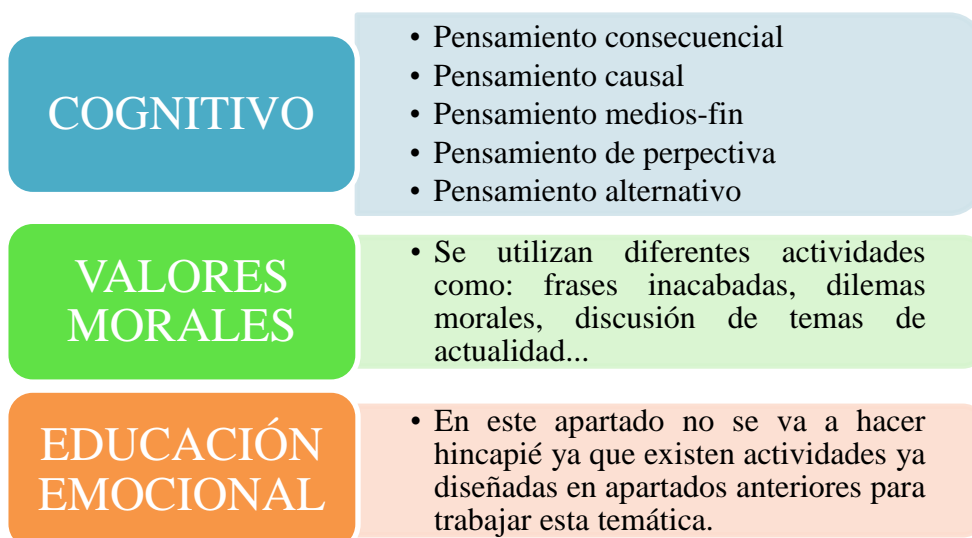 COGNITIVO
• Pensamiento consecuencial
• Pensamiento causal
• Pensamiento medios-fin
• Pensamiento de perpectiva
• Pensamiento alternativo
VALORES
MORALES
• Se utilizan diferentes actividades
como: frases inacabadas, dilemas
morales, discusión de temas de
actualidad...
EDUCACIÓN
EMOCIONAL
• En este apartado no se va a hacer
hincapié ya que existen actividades ya
diseñadas en apartados anteriores para
trabajar esta temática.